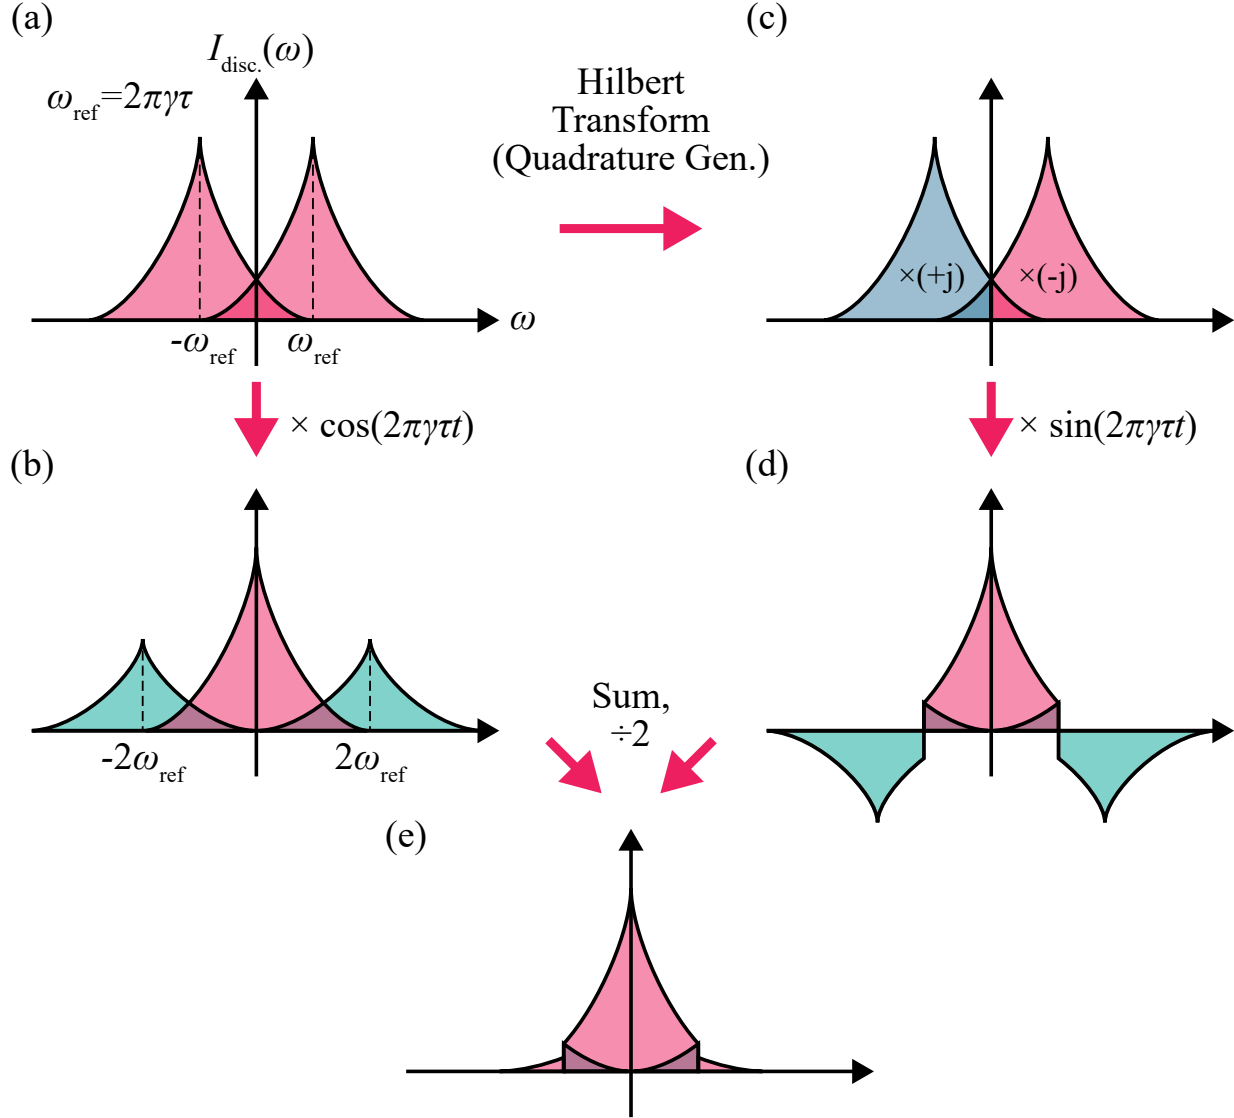 (a)
I_disc.(ω)
ω_ref=2πγτ
-ω_ref
ω_ref
ω
Hilbert
Transform
(Quadrature Gen.)
(c)
×(+j)
×(-j)
× cos(2πγτt)
× sin(2πγτt)
(b)
-2ω_ref
2ω_ref
(d)
Sum,
÷2
(e)